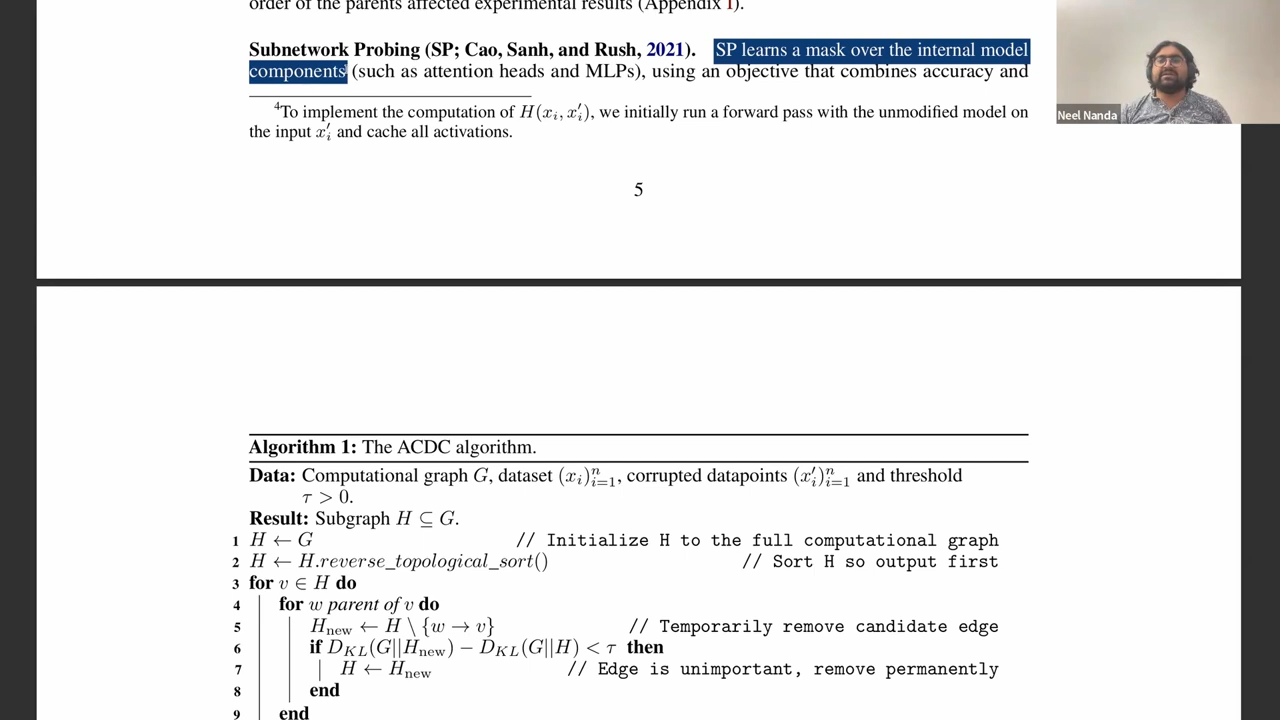 order of the parents affected experimental results (Appendix I).
Subnetwork Probing (SP; Cao, Sanh, and Rush, 2021). SP learns a mask over the internal model
components (such as attention heads and MLPs), using an objective that combines accuracy and
⁴To implement the computation of H(xᵢ, x′ᵢ), we initially run a forward pass with the unmodified model on
the input x′ᵢ and cache all activations.
Neel Nanda
5
Algorithm 1: The ACDC algorithm.
Data: Computational graph G, dataset (xᵢ)ⁿᵢ₌₁, corrupted datapoints (x′ᵢ)ⁿᵢ₌₁ and threshold
τ > 0.
Result: Subgraph H ⊆ G.
1 H ← G // Initialize H to the full computational graph
2 H ← H.reverse_topological_sort() // Sort H so output first
3 for v ∈ H do
4 for w parent of v do
5 H_new ← H \ {w → v} // Temporarily remove candidate edge
6 if D_KL(G||H_new) − D_KL(G||H) < τ then
7 H ← H_new // Edge is unimportant, remove permanently
8 end
9 end